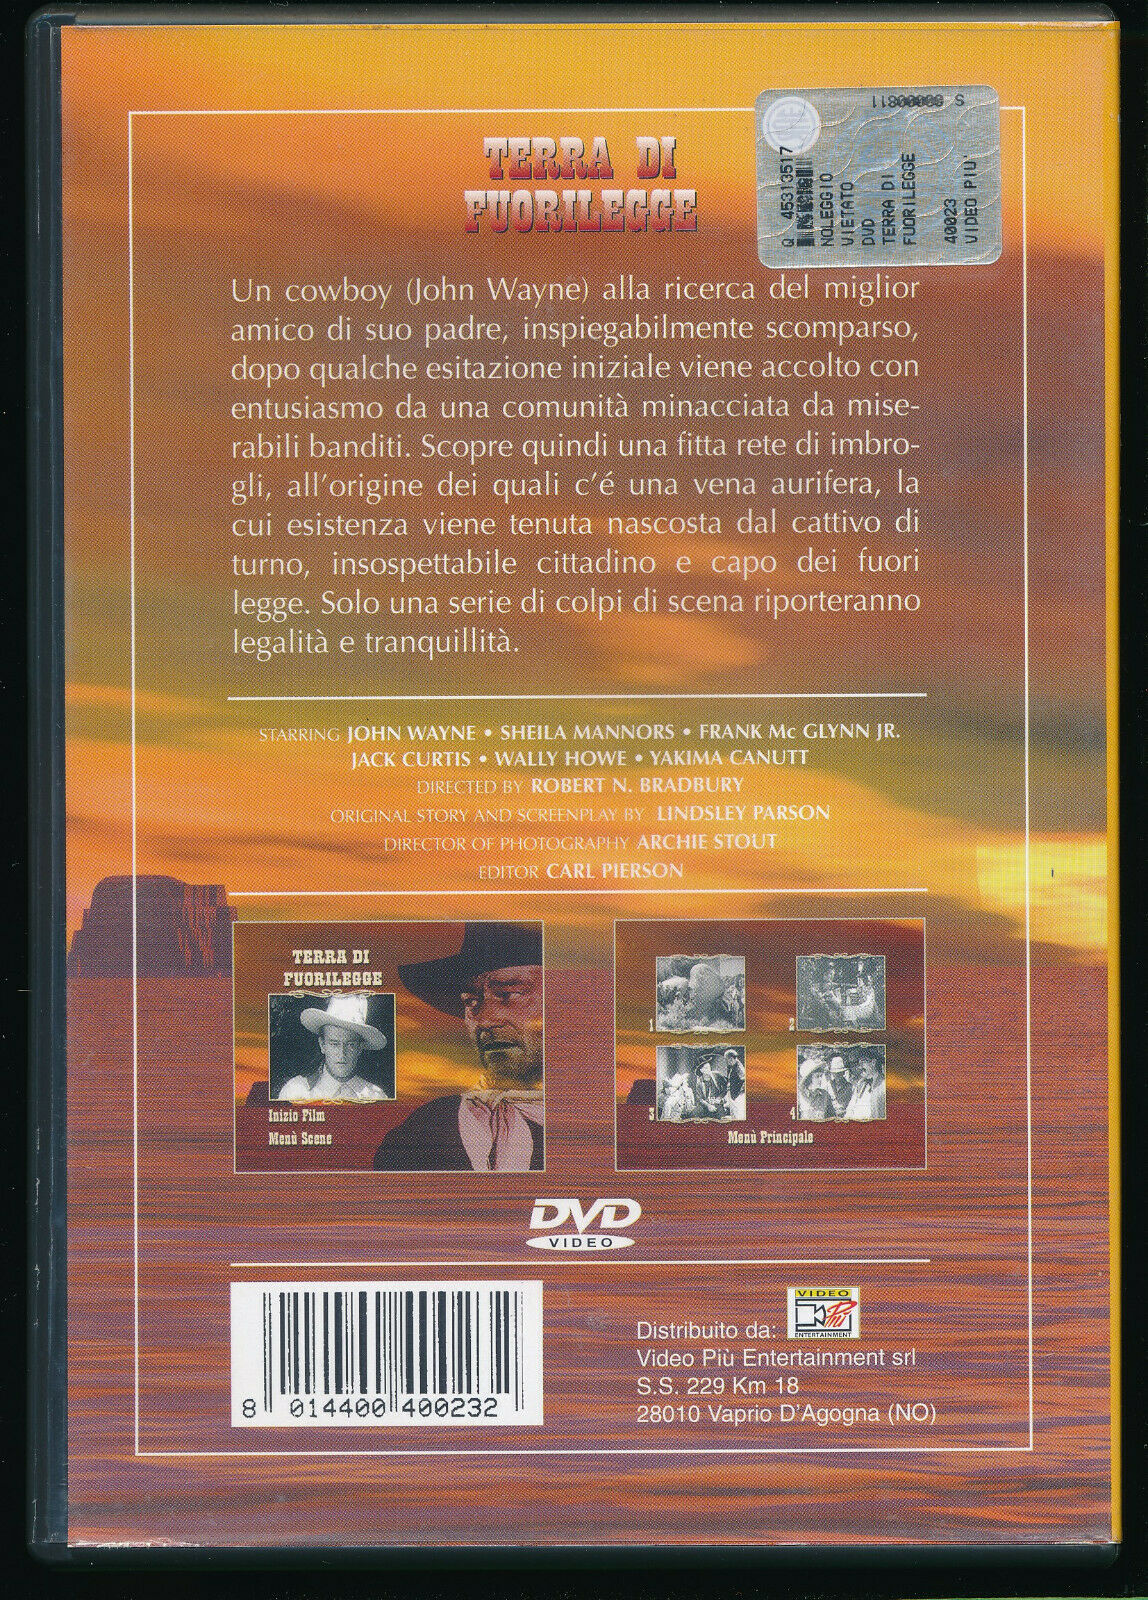 TERRA DI
FUORILEGGE
S 00000811
Q 45313517
NOLEGGIO
VIETATO
DVD
TERRA DI
FUORILEGGE
40023
VIDEO PIU'
Un cowboy (John Wayne) alla ricerca del miglior
amico di suo padre, inspiegabilmente scomparso,
dopo qualche esitazione iniziale viene accolto con
entusiasmo da una comunità minacciata da mise-
rabili banditi. Scopre quindi una fitta rete di imbro-
gli, all'origine dei quali c'é una vena aurifera, la
cui esistenza viene tenuta nascosta dal cattivo di
turno, insospettabile cittadino e capo dei fuori
legge. Solo una serie di colpi di scena riporteranno
legalità e tranquillità.
STARRING JOHN WAYNE • SHEILA MANNORS • FRANK Mc GLYNN JR.
JACK CURTIS • WALLY HOWE • YAKIMA CANUTT
DIRECTED BY ROBERT N. BRADBURY
ORIGINAL STORY AND SCREENPLAY BY LINDSLEY PARSON
DIRECTOR OF PHOTOGRAPHY ARCHIE STOUT
EDITOR CARL PIERSON
TERRA DI
FUORILEGGE
Inizio Film
Menù Scene
1
2
3
4
Menù Principale
DVD
VIDEO
8 014400 400232
Distribuito da:
VIDEO
Più
ENTERTAINMENT
Video Più Entertainment srl
S.S. 229 Km 18
28010 Vaprio D'Agogna (NO)